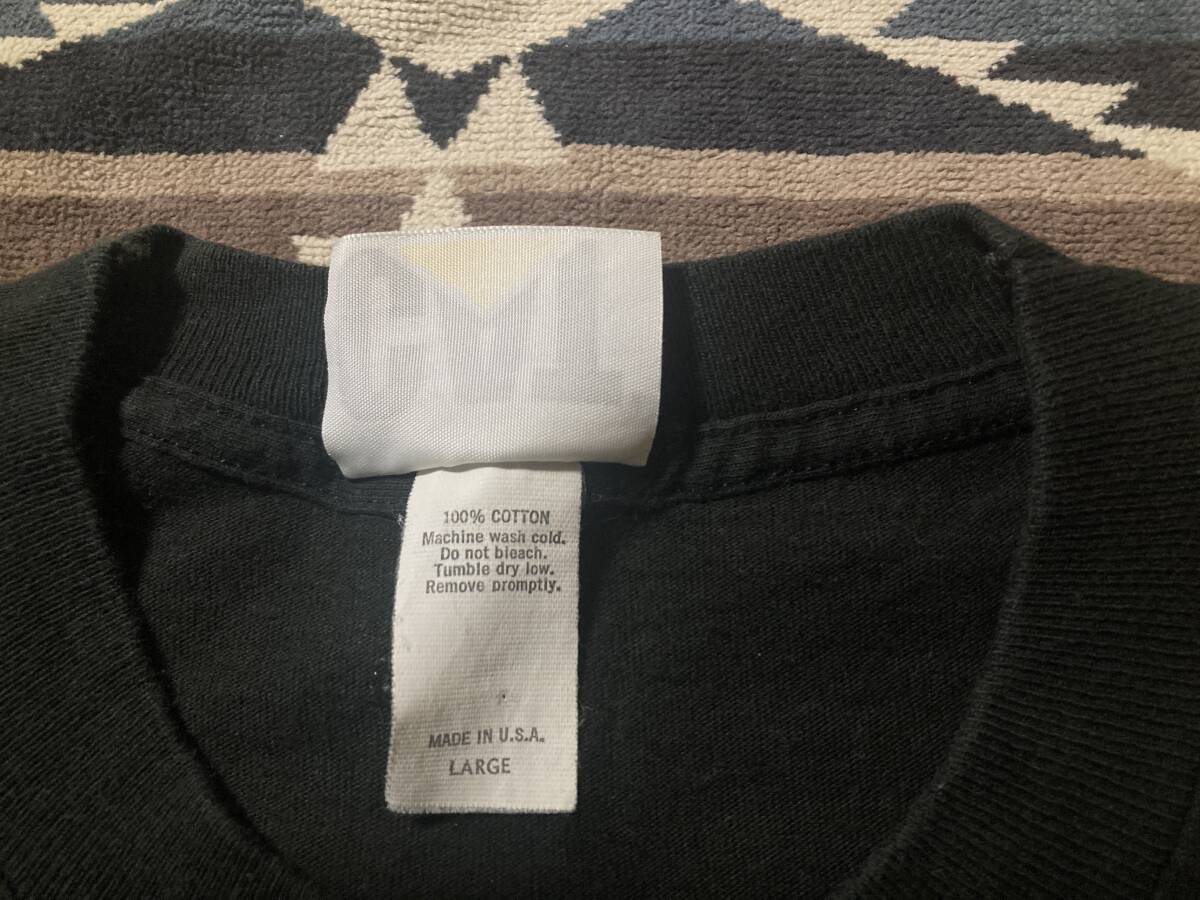 100% COTTON
Machine wash cold.
Do not bleach.
Tumble dry low.
Remove promptly.
MADE IN U.S.A.
LARGE